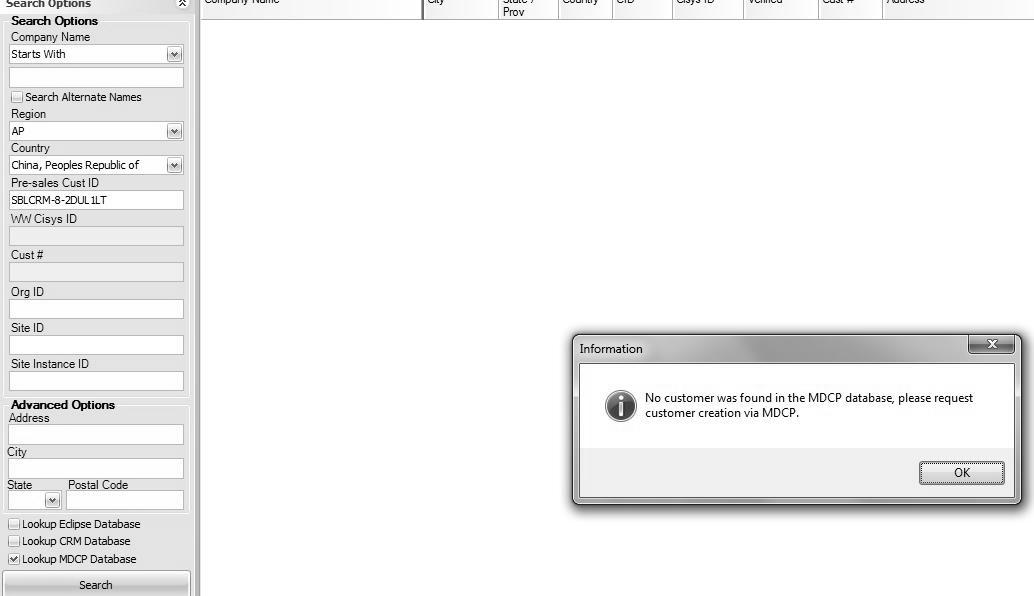 Search Options
Search Options
Company Name
Starts With
Search Alternate Names
Region
AP
Country
China, Peoples Republic of
Pre-sales Cust ID
SBLCRM-8-2DUL1LT
WW Cisys ID
Cust #
Org ID
Site ID
Site Instance ID
Advanced Options
Address
City
State Postal Code
Lookup Eclipse Database
Lookup CRM Database
Lookup MDCP Database
Search
Company Name City State / Country CID Cisys ID Verified Cust # Address
Prov
Information
No customer was found in the MDCP database, please request
customer creation via MDCP.
OK